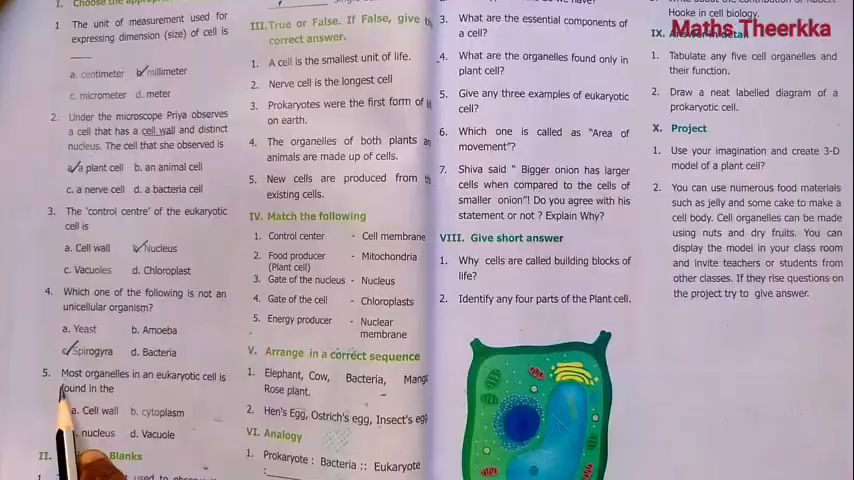 I. Choose the
1 The unit of measurement used for
expressing dimension (size) of cell is
a. centimeter b. millimeter
c. micrometer d. meter
2. Under the microscope Priya observes
a cell that has a cell wall and distinct
nucleus. The cell that she observed is
a. a plant cell b. an animal cell
c. a nerve cell d. a bacteria cell
3. The 'control centre' of the eukaryotic
cell is
a. Cell wall b. Nucleus
c. Vacuoles d. Chloroplast
4. Which one of the following is not an
unicellular organism?
a. Yeast b. Amoeba
c. Spirogyra d. Bacteria
5. Most organelles in an eukaryotic cell is
found in the
a. Cell wall b. cytoplasm
nucleus d. Vacuole
II. Blanks
III. True or False. If False, give
correct answer.
1. A cell is the smallest unit of life.
2. Nerve cell is the longest cell
3. Prokaryotes were the first form of
on earth.
4. The organelles of both plants
animals are made up of cells.
5. New cells are produced from
existing cells.
IV. Match the following
1. Control center - Cell membrane
2. Food producer - Mitochondria
(Plant cell)
3. Gate of the nucleus - Nucleus
4. Gate of the cell - Chloroplasts
5. Energy producer - Nuclear
membrane
V. Arrange in a correct sequence
1. Elephant, Cow, Bacteria,
Rose plant.
2. Hen's Egg, Ostrich's egg, Insect's
VI. Analogy
1. Prokaryote : Bacteria :: Eukaryote
:
3. What are the essential components of
a cell?
4. What are the organelles found only in
plant cell?
5. Give any three examples of eukaryotic
cell?
6. Which one is called as "Area of
movement"?
7. Shiva said " Bigger onion has larger
cells when compared to the cells of
smaller onion"! Do you agree with his
statement or not ? Explain Why?
VIII. Give short answer
1. Why cells are called building blocks of
life?
2. Identify any four parts of the Plant cell.
Hooke in cell biology.
Maths Theerkka
IX. Answer in detail
1. Tabulate any five cell organelles and
their function.
2. Draw a neat labelled diagram of a
prokaryotic cell.
X. Project
1. Use your imagination and create 3-D
model of a plant cell?
2. You can use numerous food materials
such as jelly and some cake to make a
cell body. Cell organelles can be made
using nuts and dry fruits. You can
display the model in your class room
and invite teachers or students from
other classes. If they rise questions on
the project try to give answer.